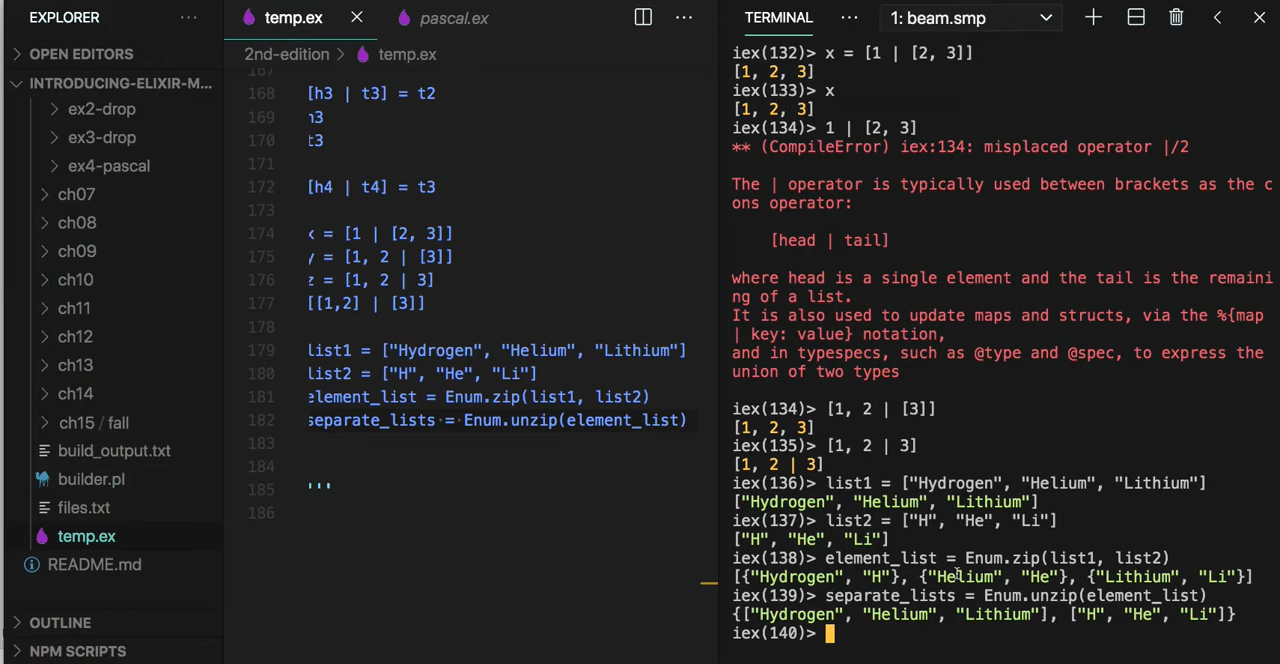 EXPLORER
OPEN EDITORS
INTRODUCING-ELIXIR-M...
ex2-drop
ex3-drop
ex4-pascal
ch07
ch08
ch09
ch10
ch11
ch12
ch13
ch14
ch15 / fall
build_output.txt
builder.pl
files.txt
temp.ex
README.md
OUTLINE
NPM SCRIPTS
temp.ex
pascal.ex
2nd-edition > temp.ex
167
168 [h3 | t3] = t2
169 h3
170 t3
171
172 [h4 | t4] = t3
173
174 x = [1 | [2, 3]]
175 y = [1, 2 | [3]]
176 z = [1, 2 | 3]
177 [[1,2] | [3]]
178
179 list1 = ["Hydrogen", "Helium", "Lithium"]
180 list2 = ["H", "He", "Li"]
181 element_list = Enum.zip(list1, list2)
182 separate_lists = Enum.unzip(element_list)
183
184
185 '''
186
TERMINAL
1: beam.smp
iex(132)> x = [1 | [2, 3]]
[1, 2, 3]
iex(133)> x
[1, 2, 3]
iex(134)> 1 | [2, 3]
** (CompileError) iex:134: misplaced operator |/2
The | operator is typically used between brackets as the c
ons operator:
[head | tail]
where head is a single element and the tail is the remaini
ng of a list.
It is also used to update maps and structs, via the %{map
| key: value} notation,
and in typespecs, such as @type and @spec, to express the
union of two types
iex(134)> [1, 2 | [3]]
[1, 2, 3]
iex(135)> [1, 2 | 3]
[1, 2 | 3]
iex(136)> list1 = ["Hydrogen", "Helium", "Lithium"]
["Hydrogen", "Helium", "Lithium"]
iex(137)> list2 = ["H", "He", "Li"]
["H", "He", "Li"]
iex(138)> element_list = Enum.zip(list1, list2)
[{"Hydrogen", "H"}, {"Helium", "He"}, {"Lithium", "Li"}]
iex(139)> separate_lists = Enum.unzip(element_list)
{["Hydrogen", "Helium", "Lithium"], ["H", "He", "Li"]}
iex(140)>